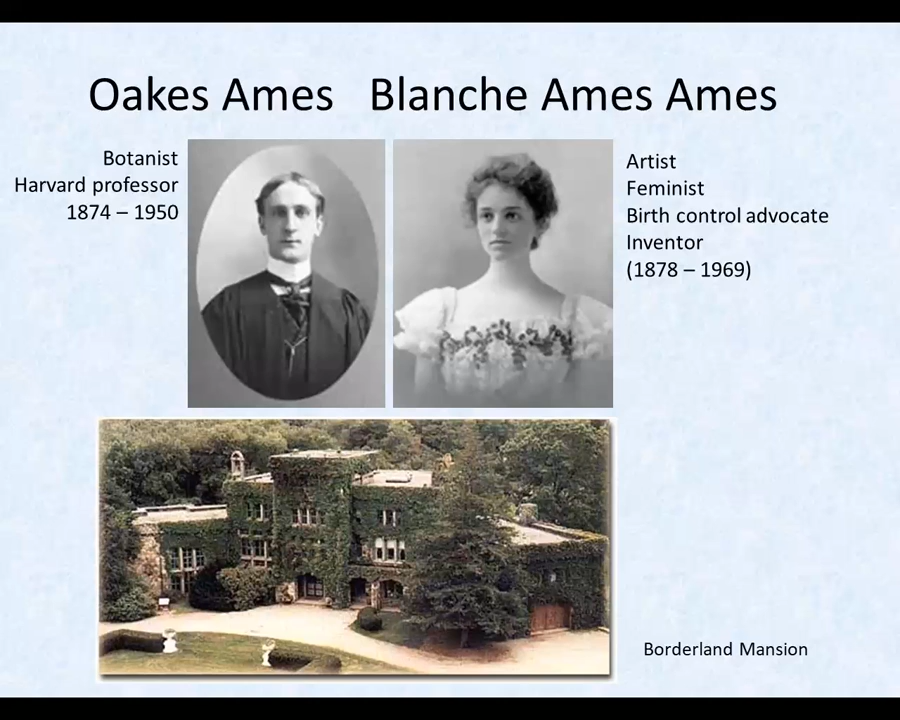 Oakes Ames Blanche Ames Ames
Botanist
Harvard professor
1874 – 1950
Artist
Feminist
Birth control advocate
Inventor
(1878 – 1969)
Borderland Mansion